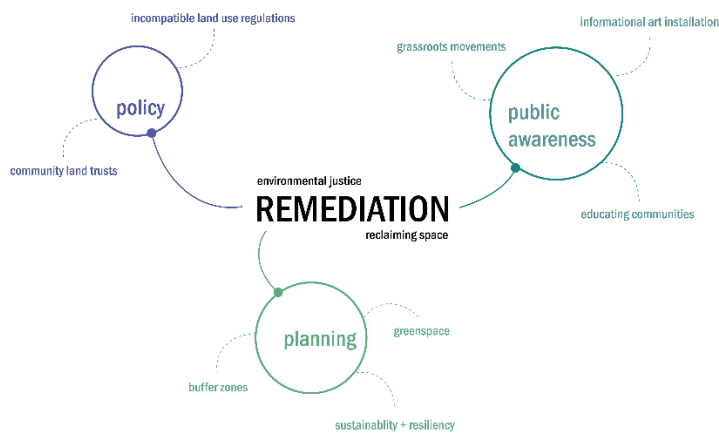 incompatible land use regulations
policy
community land trusts
informational art installation
grassroots movements
public
awareness
educating communities
environmental justice
REMEDIATION
reclaiming space
planning
greenspace
buffer zones
sustainablity + resiliency